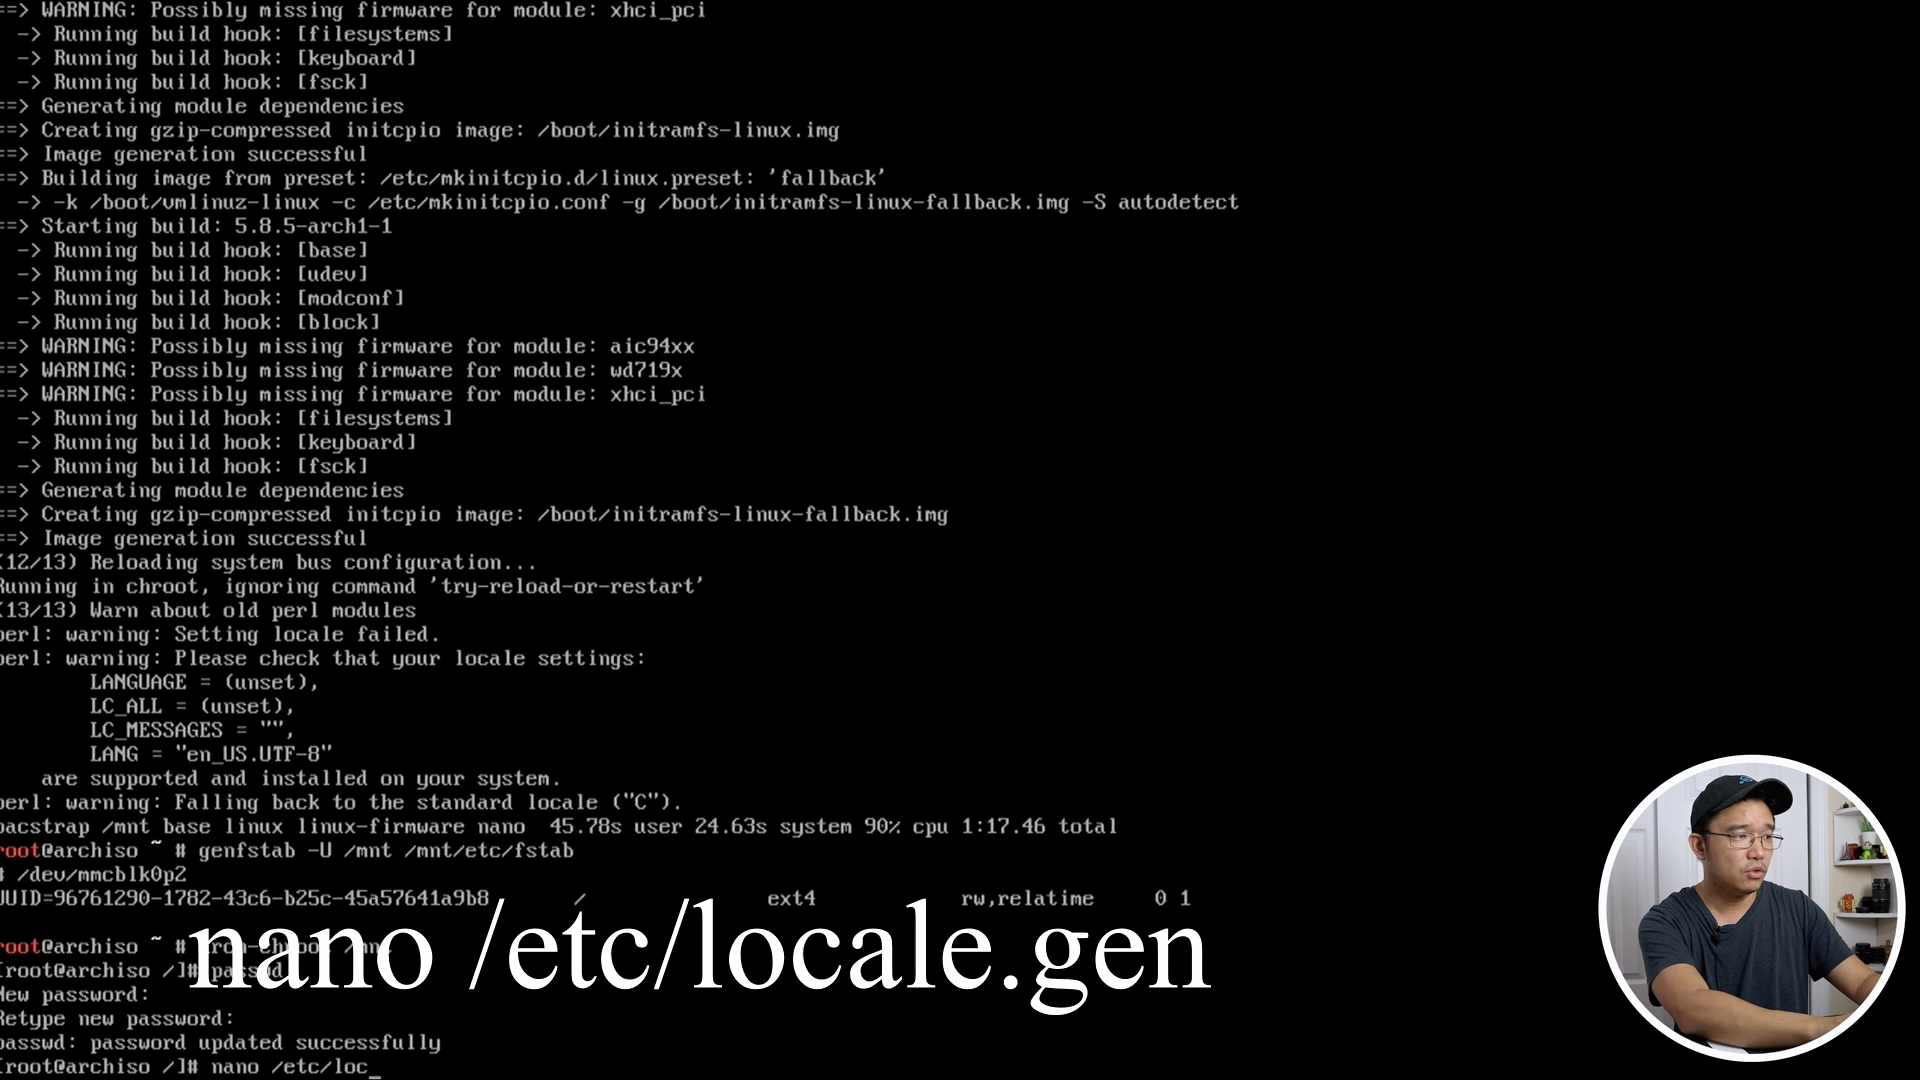 ==> WARNING: Possibly missing firmware for module: xhci_pci
-> Running build hook: [filesystems]
-> Running build hook: [keyboard]
-> Running build hook: [fsck]
==> Generating module dependencies
==> Creating gzip-compressed initcpio image: /boot/initramfs-linux.img
==> Image generation successful
==> Building image from preset: /etc/mkinitcpio.d/linux.preset: 'fallback'
-> -k /boot/vmlinuz-linux -c /etc/mkinitcpio.conf -g /boot/initramfs-linux-fallback.img -S autodetect
==> Starting build: 5.8.5-arch1-1
-> Running build hook: [base]
-> Running build hook: [udev]
-> Running build hook: [modconf]
-> Running build hook: [block]
==> WARNING: Possibly missing firmware for module: aic94xx
==> WARNING: Possibly missing firmware for module: wd719x
==> WARNING: Possibly missing firmware for module: xhci_pci
-> Running build hook: [filesystems]
-> Running build hook: [keyboard]
-> Running build hook: [fsck]
==> Generating module dependencies
==> Creating gzip-compressed initcpio image: /boot/initramfs-linux-fallback.img
==> Image generation successful
(12/13) Reloading system bus configuration...
Running in chroot, ignoring command 'try-reload-or-restart'
(13/13) Warn about old perl modules
perl: warning: Setting locale failed.
perl: warning: Please check that your locale settings:
LANGUAGE = (unset),
LC_ALL = (unset),
LC_MESSAGES = "",
LANG = "en_US.UTF-8"
are supported and installed on your system.
perl: warning: Falling back to the standard locale ("C").
pacstrap /mnt base linux linux-firmware nano  45.78s user 24.63s system 90% cpu 1:17.46 total
root@archiso ~ # genfstab -U /mnt /mnt/etc/fstab
# /dev/mmcblk0p2
UUID=96761290-1782-43c6-b25c-45a57641a9b8 / ext4 rw,relatime 0 1
root@archiso ~ #
nano /etc/locale.gen
[root@archiso /]# passwd
New password:
Retype new password:
passwd: password updated successfully
[root@archiso /]# nano /etc/loc_